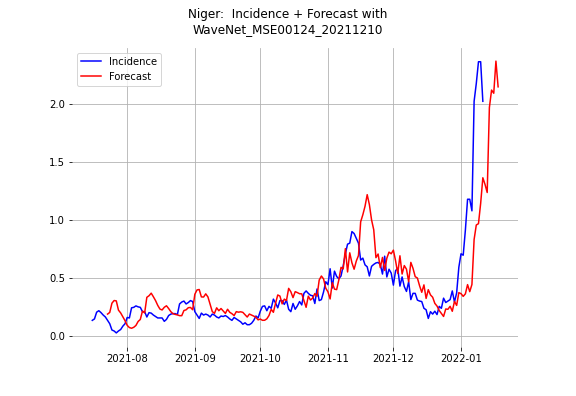 Niger:  Incidence + Forecast with
WaveNet_MSE00124_20211210
Incidence
Forecast
2.0
1.5
1.0
0.5
0.0
2021-08
2021-09
2021-10
2021-11
2021-12
2022-01